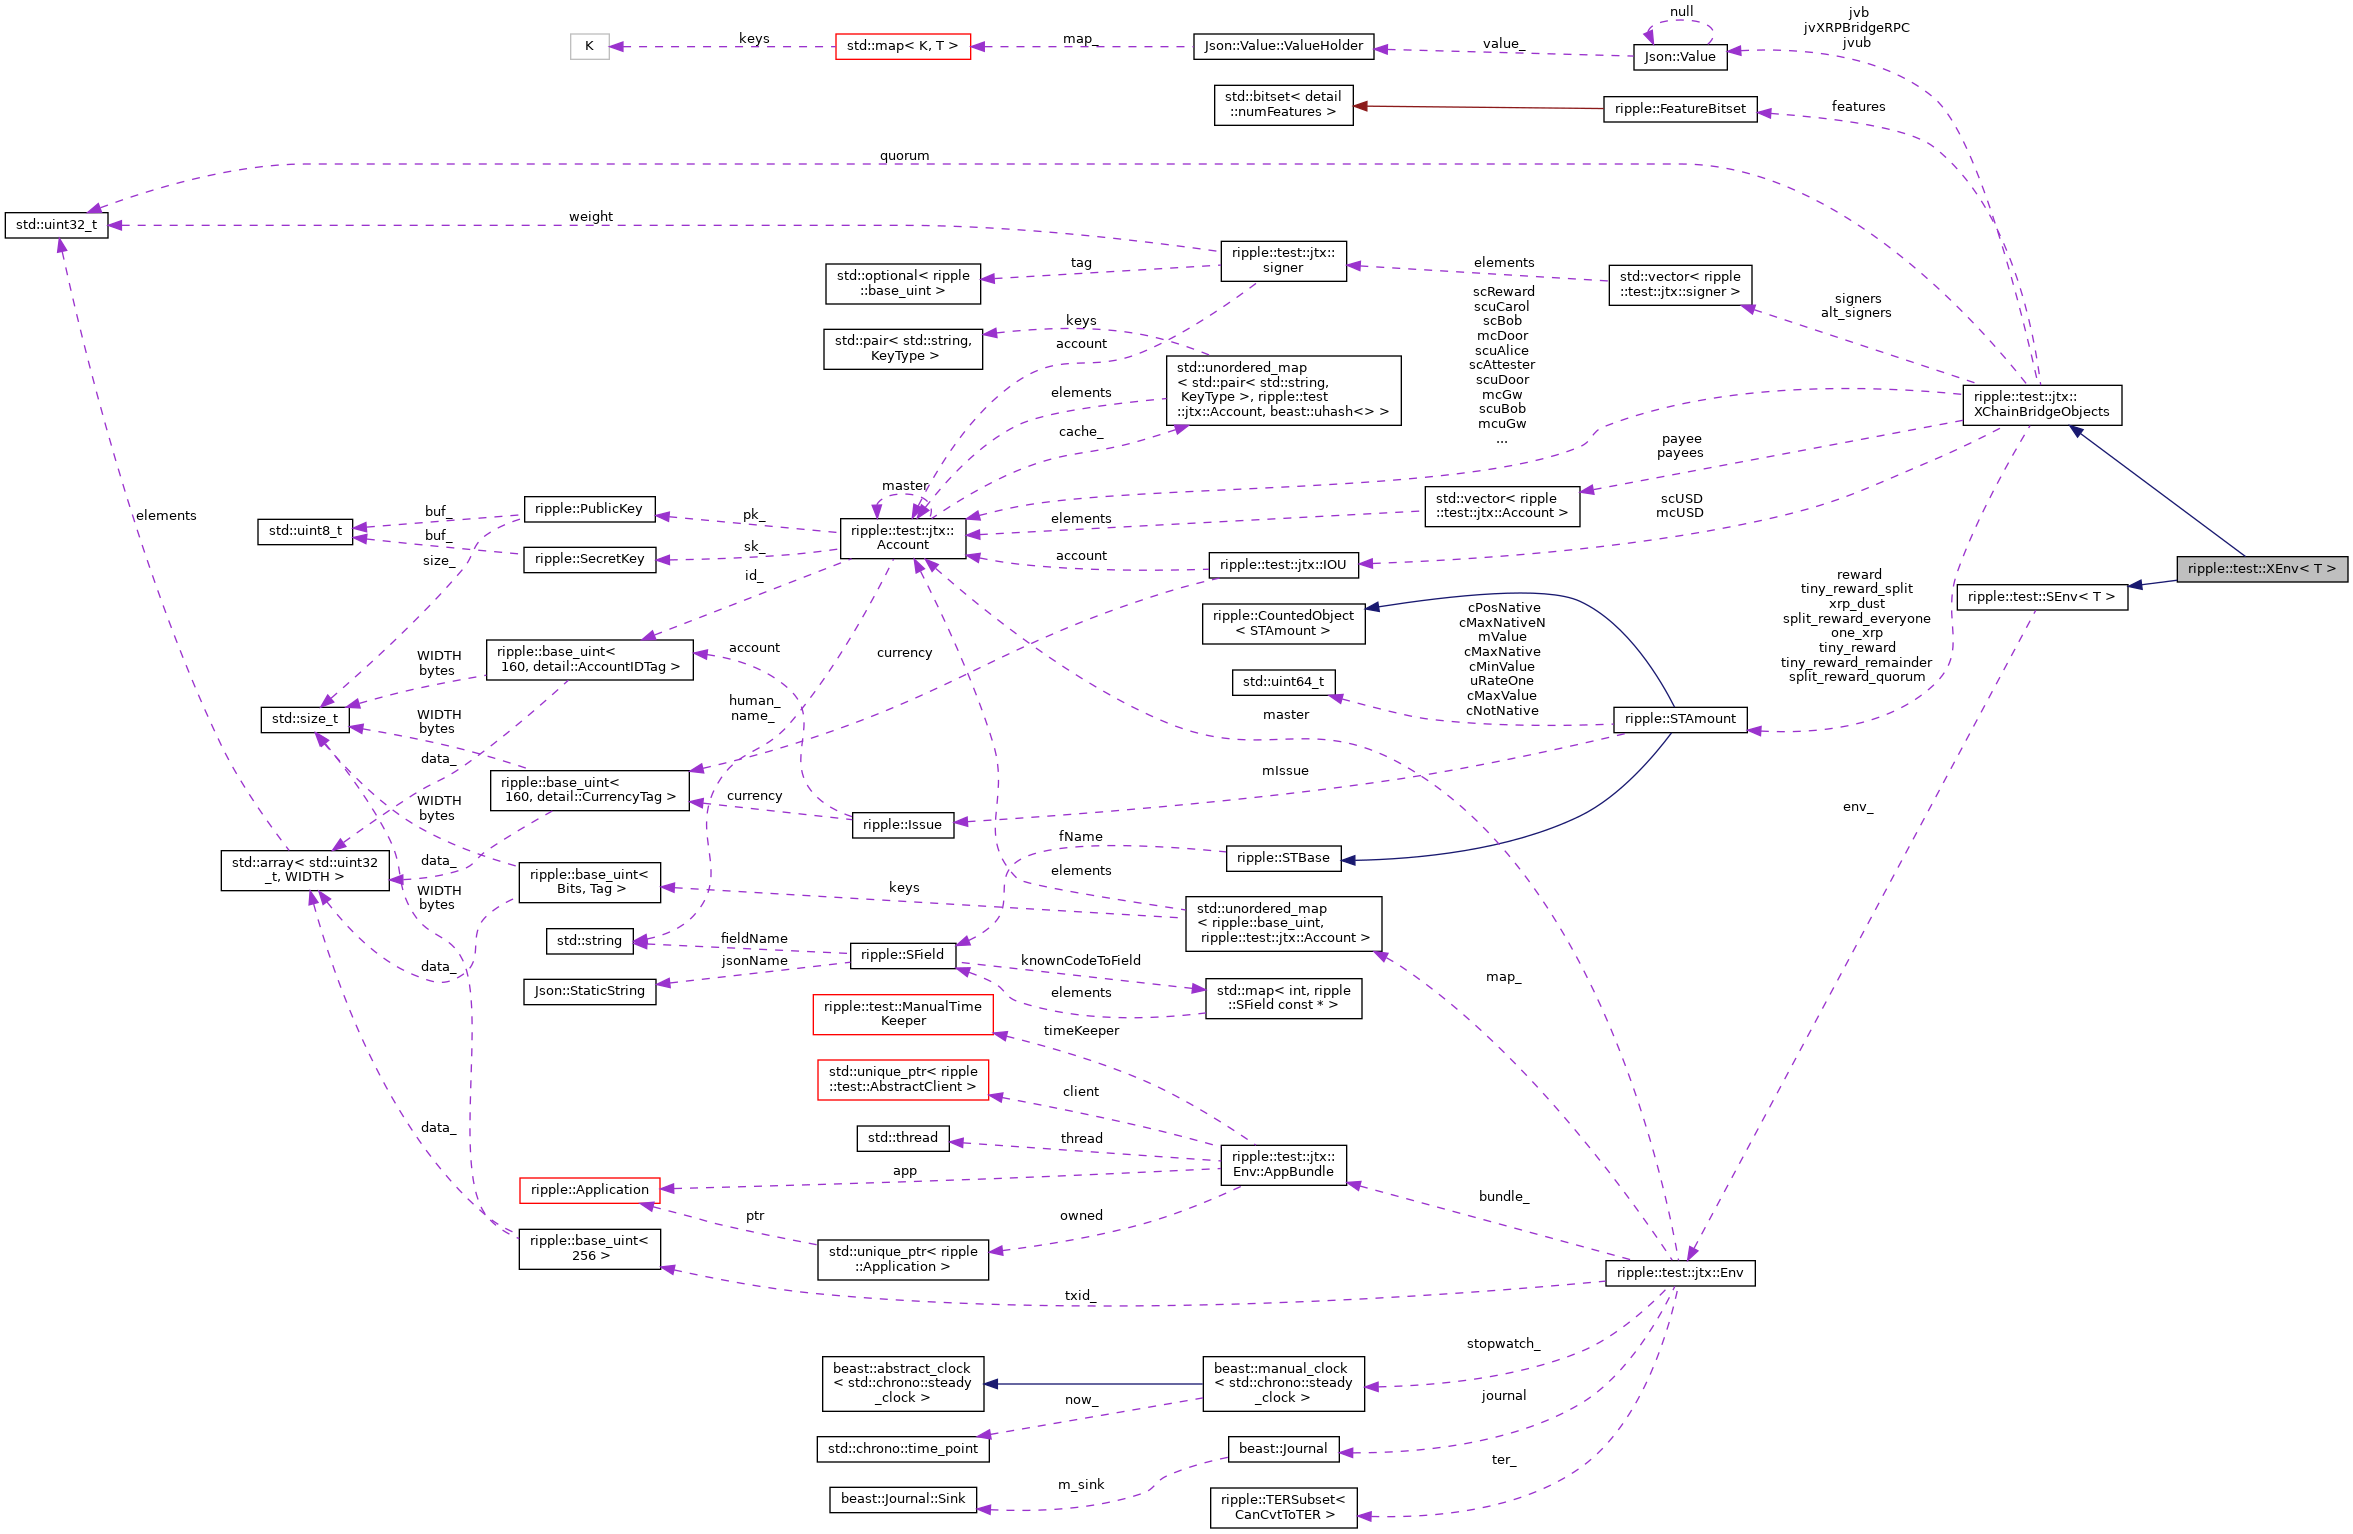 null
jvb
jvXRPBridgeRPC
jvub
K
keys
std::map< K, T >
map_
Json::Value::ValueHolder
value_
Json::Value
std::bitset< detail
::numFeatures >
ripple::FeatureBitset
features
quorum
std::uint32_t
weight
ripple::test::jtx::
signer
tag
std::optional< ripple
::base_uint >
elements
std::vector< ripple
::test::jtx::signer >
signers
alt_signers
scReward
scuCarol
scBob
mcDoor
scuAlice
scAttester
scuDoor
mcGw
scuBob
mcuGw
...
keys
std::pair< std::string,
KeyType >
account
std::unordered_map
< std::pair< std::string,
KeyType >, ripple::test
::jtx::Account, beast::uhash<> >
elements
cache_
ripple::test::jtx::
XChainBridgeObjects
payee
payees
master
scUSD
mcUSD
std::vector< ripple
::test::jtx::Account >
elements
ripple::PublicKey
buf_
pk_
std::uint8_t
buf_
ripple::SecretKey
sk_
ripple::test::jtx::
Account
elements
size_
id_
account
ripple::test::jtx::IOU
ripple::test::XEnv< T >
ripple::test::SEnv< T >
reward
tiny_reward_split
xrp_dust
split_reward_everyone
one_xrp
tiny_reward
tiny_reward_remainder
split_reward_quorum
ripple::CountedObject
< STAmount >
cPosNative
cMaxNativeN
mValue
cMaxNative
cMinValue
uRateOne
cMaxValue
cNotNative
ripple::base_uint<
160, detail::AccountIDTag >
WIDTH
bytes
account
currency
std::uint64_t
human_
name_
std::size_t
WIDTH
bytes
master
ripple::STAmount
data_
ripple::base_uint<
160, detail::CurrencyTag >
currency
mIssue
WIDTH
bytes
ripple::Issue
env_
fName
ripple::STBase
std::array< std::uint32
_t, WIDTH >
data_
ripple::base_uint<
Bits, Tag >
WIDTH
bytes
keys
elements
std::unordered_map
< ripple::base_uint,
ripple::test::jtx::Account >
std::string
fieldName
ripple::SField
jsonName
Json::StaticString
data_
knownCodeToField
elements
std::map< int, ripple
::SField const * >
map_
ripple::test::ManualTime
Keeper
timeKeeper
std::unique_ptr< ripple
::test::AbstractClient >
client
std::thread
thread
data_
ripple::test::jtx::
Env::AppBundle
app
ripple::Application
bundle_
ptr
owned
ripple::base_uint<
256 >
std::unique_ptr< ripple
::Application >
ripple::test::jtx::Env
txid_
stopwatch_
beast::abstract_clock
< std::chrono::steady
_clock >
beast::manual_clock
< std::chrono::steady
_clock >
now_
journal
std::chrono::time_point
beast::Journal
ter_
m_sink
beast::Journal::Sink
ripple::TERSubset<
CanCvtToTER >